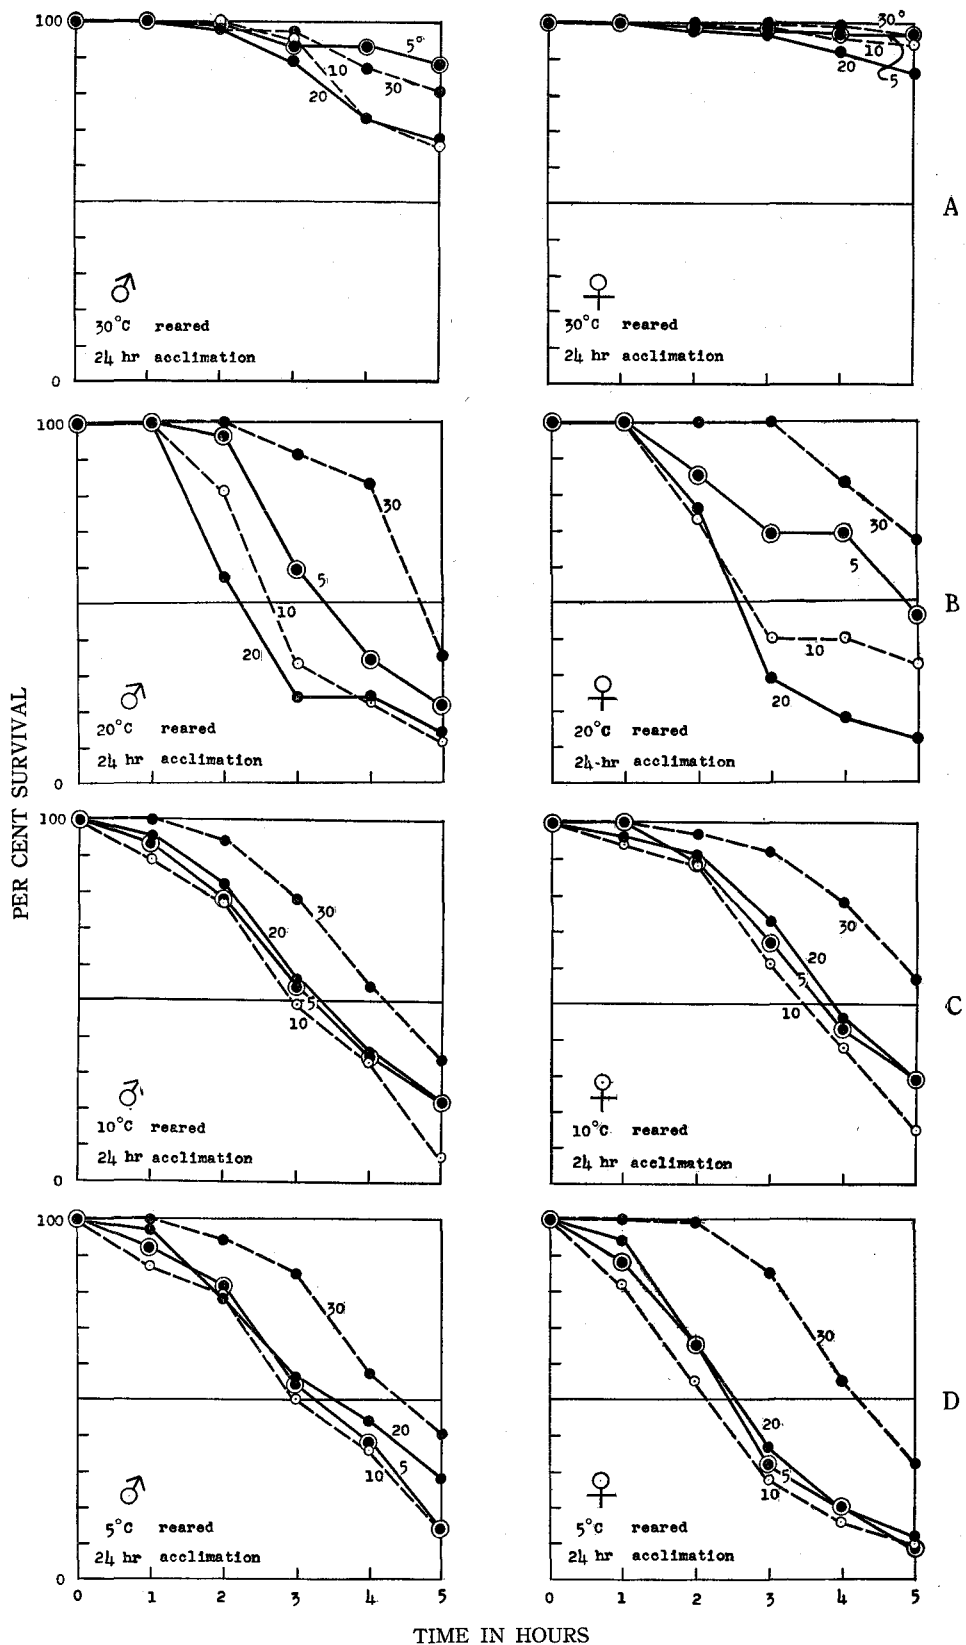 100
5°
10
30
20
♂
30°C reared
24 hr acclimation
0
30°
10
20
5
♀
30°C reared
24 hr acclimation
A
100
30
5
10
20
♂
20°C reared
24 hr acclimation
0
30
5
10
20
♀
20°C reared
24-hr acclimation
B
PER CENT SURVIVAL
100
30
20
5
10
♂
10°C reared
24 hr acclimation
0
30
20
5
10
♀
10°C reared
24 hr acclimation
C
100
30
20
5
10
♂
5°C reared
24 hr acclimation
0
0 1 2 3 4 5
30
20
5
10
♀
5°C reared
24 hr acclimation
D
0 1 2 3 4 5
TIME IN HOURS